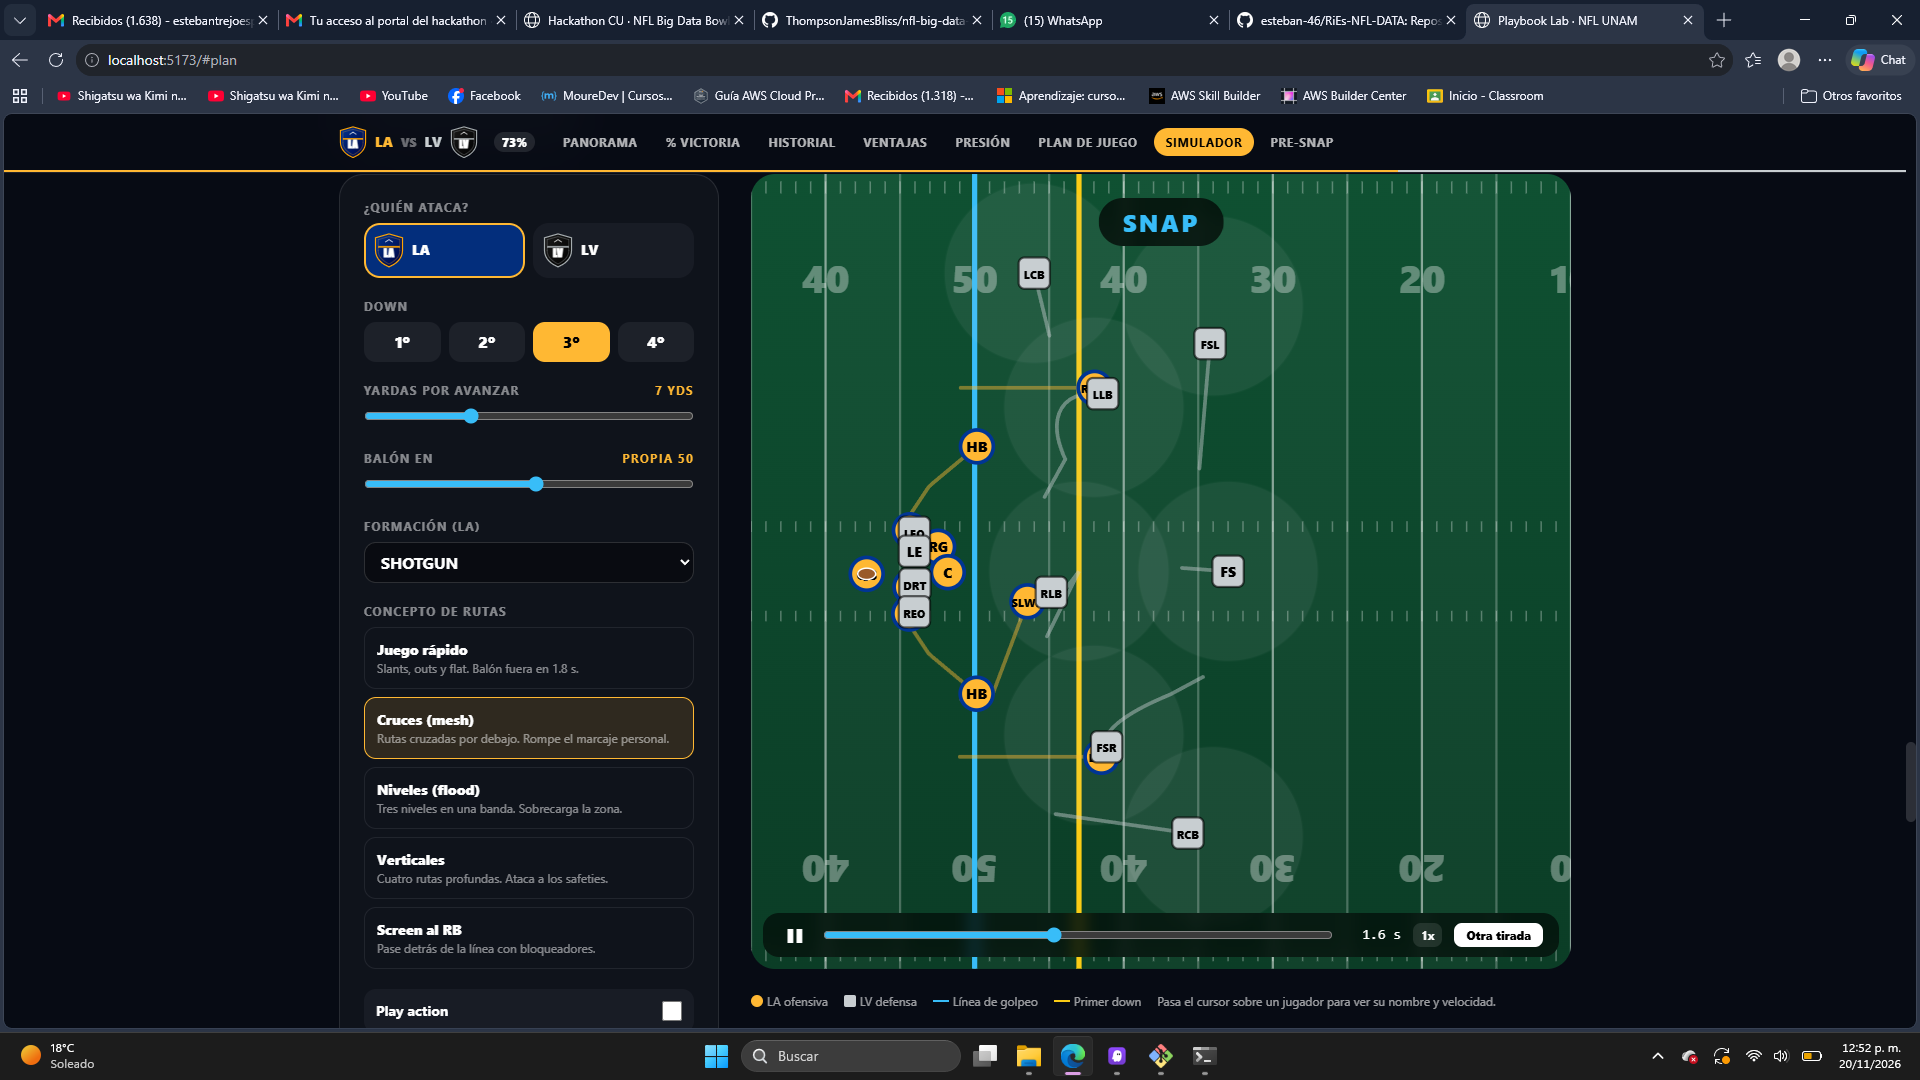 Recibidos (1.638) - estebantrejoes
Tu acceso al portal del hackathon
Hackathon CU · NFL Big Data Bow
ThompsonJamesBliss/nfl-big-data-
15
(15) WhatsApp
esteban-46/RiEs-NFL-DATA: Repos
Playbook Lab · NFL UNAM
localhost:5173/#plan
Chat
Shigatsu wa Kimi n...
Shigatsu wa Kimi n...
YouTube
Facebook
MoureDev | Cursos...
Guía AWS Cloud Pr...
Recibidos (1.318) -...
Aprendizaje: curso...
AWS Skill Builder
AWS Builder Center
Inicio - Classroom
Otros favoritos
LA VS LV 73%
PANORAMA
% VICTORIA
HISTORIAL
VENTAJAS
PRESIÓN
PLAN DE JUEGO
SIMULADOR
PRE-SNAP
¿QUIÉN ATACA?
LA
LV
DOWN
1º 2º 3º 4º
YARDAS POR AVANZAR 7 YDS
BALÓN EN PROPIA 50
FORMACIÓN (LA)
SHOTGUN
CONCEPTO DE RUTAS
Juego rápido
Slants, outs y flat. Balón fuera en 1.8 s.
Cruces (mesh)
Rutas cruzadas por debajo. Rompe el marcaje personal.
Niveles (flood)
Tres niveles en una banda. Sobrecarga la zona.
Verticales
Cuatro rutas profundas. Ataca a los safeties.
Screen al RB
Pase detrás de la línea con bloqueadores.
Play action
SNAP
40 50 40 30 20 1
LCB
FSL
LLB
HB
LEO
LE
RG
C
DRT
REO
SLW
RLB
FS
HB
FSR
RCB
40 50 40 30 20 0
1.6 s
1x
Otra tirada
LA ofensiva
LV defensa
Línea de golpeo
Primer down
Pasa el cursor sobre un jugador para ver su nombre y velocidad.
18°C
Soleado
Buscar
12:52 p. m.
20/11/2026